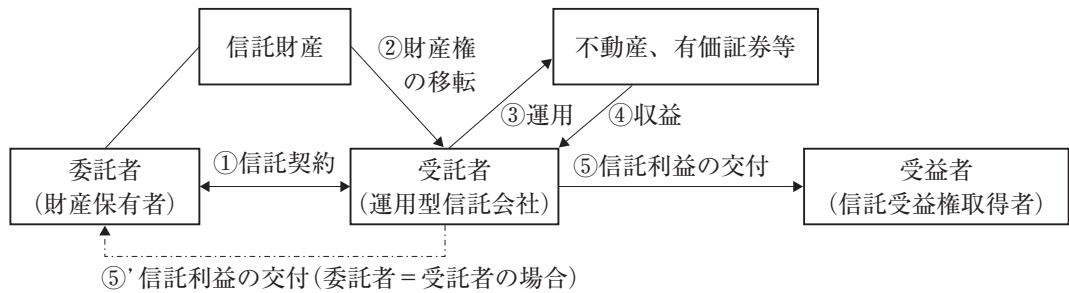 信託財産
②財産権
の移転
不動産、有価証券等
③運用
④収益
委託者
(財産保有者)
①信託契約
受託者
(運用型信託会社)
⑤信託利益の交付
受益者
(信託受益権取得者)
⑤’信託利益の交付(委託者=受託者の場合)